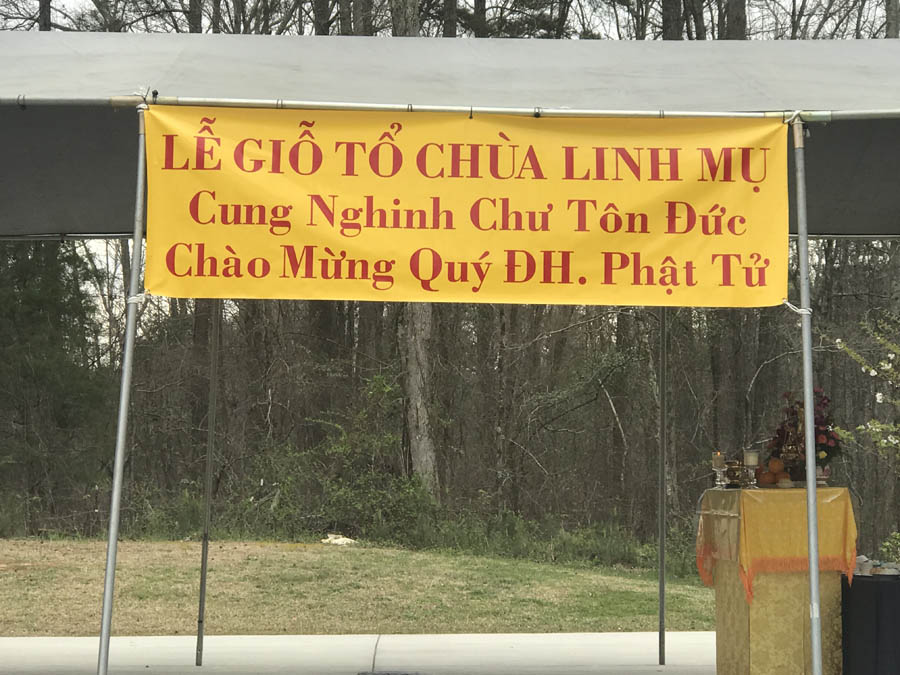 LỄ GIỖ TỔ CHÙA LINH MỤ
Cung Nghinh Chư Tôn Đức
Chào Mừng Quý ĐH. Phật Tử